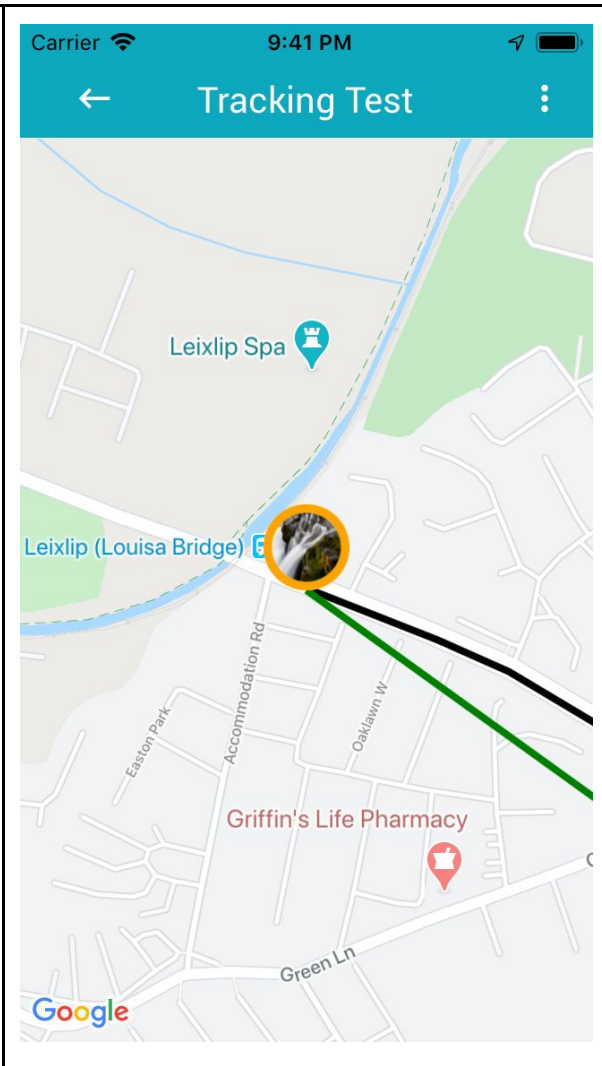 Carrier 9:41 PM
Tracking Test
Leixlip Spa
Leixlip (Louisa Bridge)
Accommodation Rd
Oaklawn W
Easton Park
Griffin's Life Pharmacy
Green Ln
Google